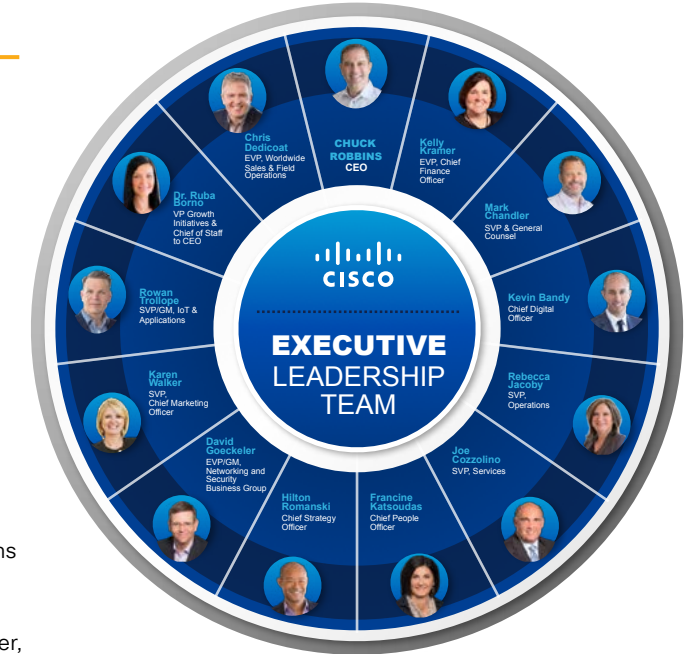 CHUCK
ROBBINS
CEO
Kelly
Kramer
EVP, Chief
Finance
Officer
Mark
Chandler
SVP & General
Counsel
Kevin Bandy
Chief Digital
Officer
Rebecca
Jacoby
SVP,
Operations
Joe
Cozzolino
SVP, Services
Francine
Katsoudas
Chief People
Officer
Hilton
Romanski
Chief Strategy
Officer
David
Goeckeler
EVP/GM,
Networking and
Security
Business Group
Karen
Walker
SVP,
Chief Marketing
Officer
Rowan
Trollope
SVP/GM, IoT &
Applications
Dr. Ruba
Borno
VP Growth
Initiatives &
Chief of Staff
to CEO
Chris
Dedicoat
EVP, Worldwide
Sales & Field
Operations
CISCO
EXECUTIVE
LEADERSHIP
TEAM